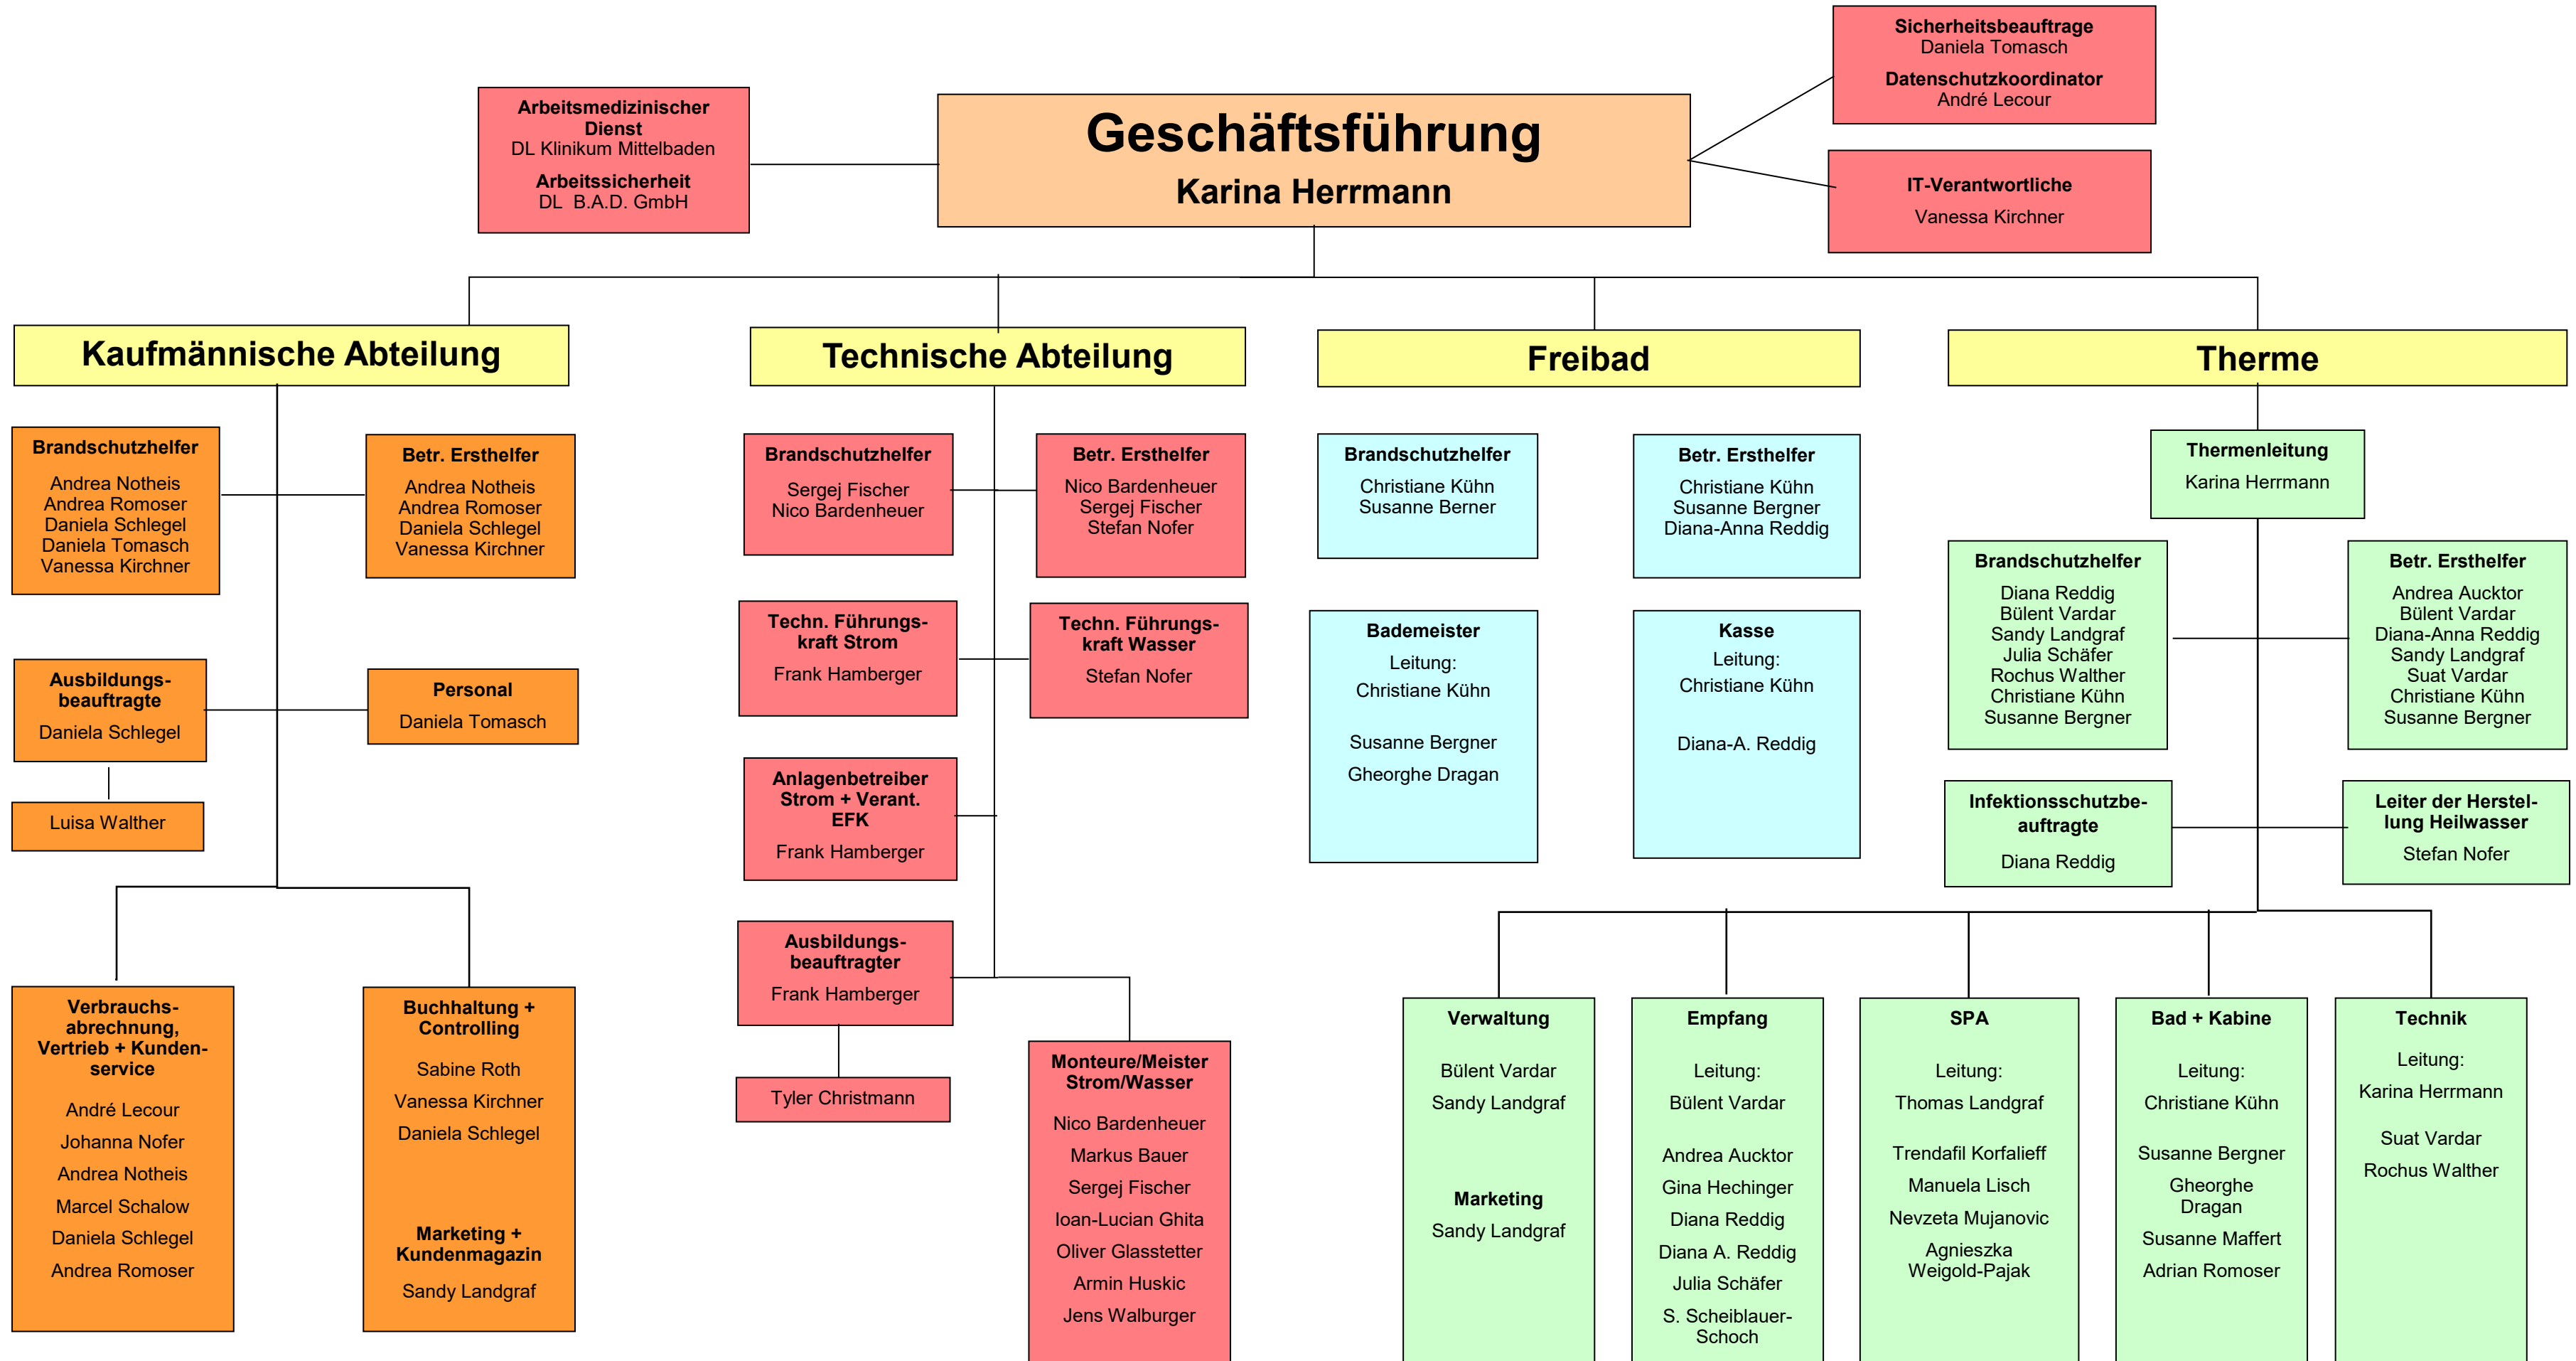 Sicherheitsbeauftrage
Daniela Tomasch
Datenschutzkoordinator
André Lecour
Arbeitsmedizinischer
Dienst
DL Klinikum Mittelbaden
Arbeitssicherheit
DL B.A.D. GmbH
Geschäftsführung
Karina Herrmann
IT-Verantwortliche
Vanessa Kirchner
Kaufmännische Abteilung
Brandschutzhelfer
Andrea Notheis
Andrea Romoser
Daniela Schlegel
Daniela Tomasch
Vanessa Kirchner
Betr. Ersthelfer
Andrea Notheis
Andrea Romoser
Daniela Schlegel
Vanessa Kirchner
Ausbildungs-
beauftragte
Daniela Schlegel
Personal
Daniela Tomasch
Luisa Walther
Verbrauchs-
abrechnung,
Vertrieb + Kunden-
service
André Lecour
Johanna Nofer
Andrea Notheis
Marcel Schalow
Daniela Schlegel
Andrea Romoser
Buchhaltung +
Controlling
Sabine Roth
Vanessa Kirchner
Daniela Schlegel
Marketing +
Kundenmagazin
Sandy Landgraf
Technische Abteilung
Brandschutzhelfer
Sergej Fischer
Nico Bardenheuer
Betr. Ersthelfer
Nico Bardenheuer
Sergej Fischer
Stefan Nofer
Techn. Führungs-
kraft Strom
Frank Hamberger
Techn. Führungs-
kraft Wasser
Stefan Nofer
Anlagenbetreiber
Strom + Verant.
EFK
Frank Hamberger
Ausbildungs-
beauftragter
Frank Hamberger
Tyler Christmann
Monteure/Meister
Strom/Wasser
Nico Bardenheuer
Markus Bauer
Sergej Fischer
Ioan-Lucian Ghita
Oliver Glasstetter
Armin Huskic
Jens Walburger
Freibad
Brandschutzhelfer
Christiane Kühn
Susanne Berner
Betr. Ersthelfer
Christiane Kühn
Susanne Bergner
Diana-Anna Reddig
Bademeister
Leitung:
Christiane Kühn
Susanne Bergner
Gheorghe Dragan
Kasse
Leitung:
Christiane Kühn
Diana-A. Reddig
Therme
Thermenleitung
Karina Herrmann
Brandschutzhelfer
Diana Reddig
Bülent Vardar
Sandy Landgraf
Julia Schäfer
Rochus Walther
Christiane Kühn
Susanne Bergner
Betr. Ersthelfer
Andrea Aucktor
Bülent Vardar
Diana-Anna Reddig
Sandy Landgraf
Suat Vardar
Christiane Kühn
Susanne Bergner
Infektionsschutzbe-
auftragte
Diana Reddig
Leiter der Herstel-
lung Heilwasser
Stefan Nofer
Verwaltung
Bülent Vardar
Sandy Landgraf
Marketing
Sandy Landgraf
Empfang
Leitung:
Bülent Vardar
Andrea Aucktor
Gina Hechinger
Diana Reddig
Diana A. Reddig
Julia Schäfer
S. Scheiblauer-
Schoch
SPA
Leitung:
Thomas Landgraf
Trendafil Korfalieff
Manuela Lisch
Nevzeta Mujanovic
Agnieszka
Weigold-Pajak
Bad + Kabine
Leitung:
Christiane Kühn
Susanne Bergner
Gheorghe
Dragan
Susanne Maffert
Adrian Romoser
Technik
Leitung:
Karina Herrmann
Suat Vardar
Rochus Walther